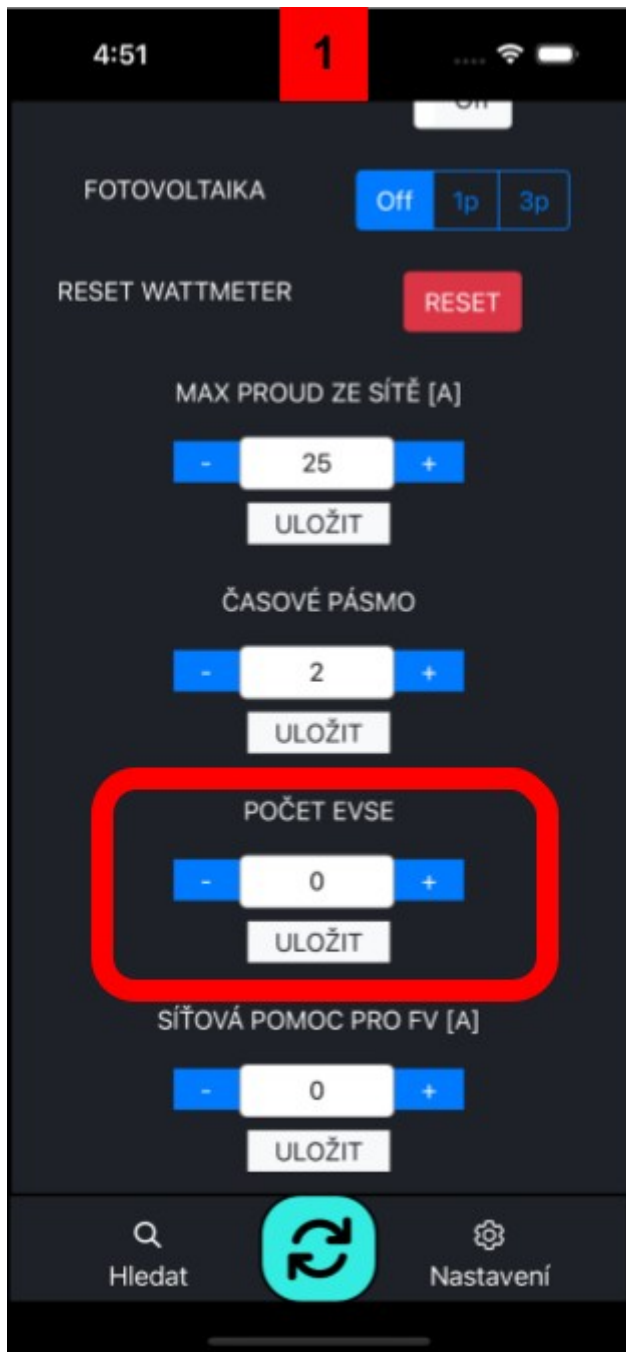 4:51
1
On
FOTOVOLTAIKA
Off 1p 3p
RESET WATTMETER
RESET
MAX PROUD ZE SÍTĚ [A]
- 25 +
ULOŽIT
ČASOVÉ PÁSMO
- 2 +
ULOŽIT
POČET EVSE
- 0 +
ULOŽIT
SÍŤOVÁ POMOC PRO FV [A]
- 0 +
ULOŽIT
Hledat
Nastavení